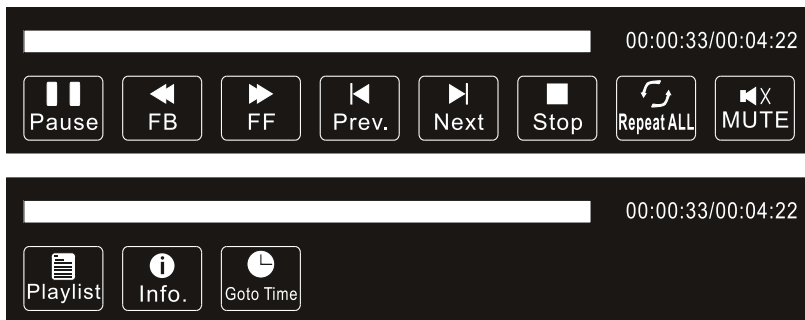 00:00:33/00:04:22
Pause FB FF Prev. Next Stop Repeat ALL MUTE
00:00:33/00:04:22
Playlist Info. Goto Time